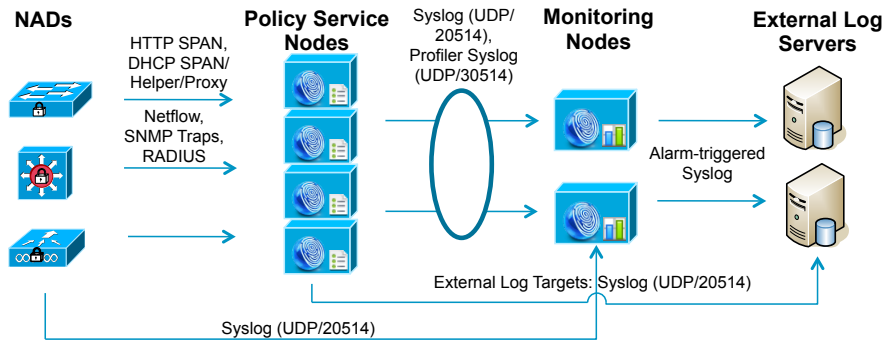 NADs
Policy Service
Nodes
Syslog (UDP/
20514),
Profiler Syslog
(UDP/30514)
Monitoring
Nodes
External Log
Servers
HTTP SPAN,
DHCP SPAN/
Helper/Proxy
Netflow,
SNMP Traps,
RADIUS
Alarm-triggered
Syslog
External Log Targets: Syslog (UDP/20514)
Syslog (UDP/20514)